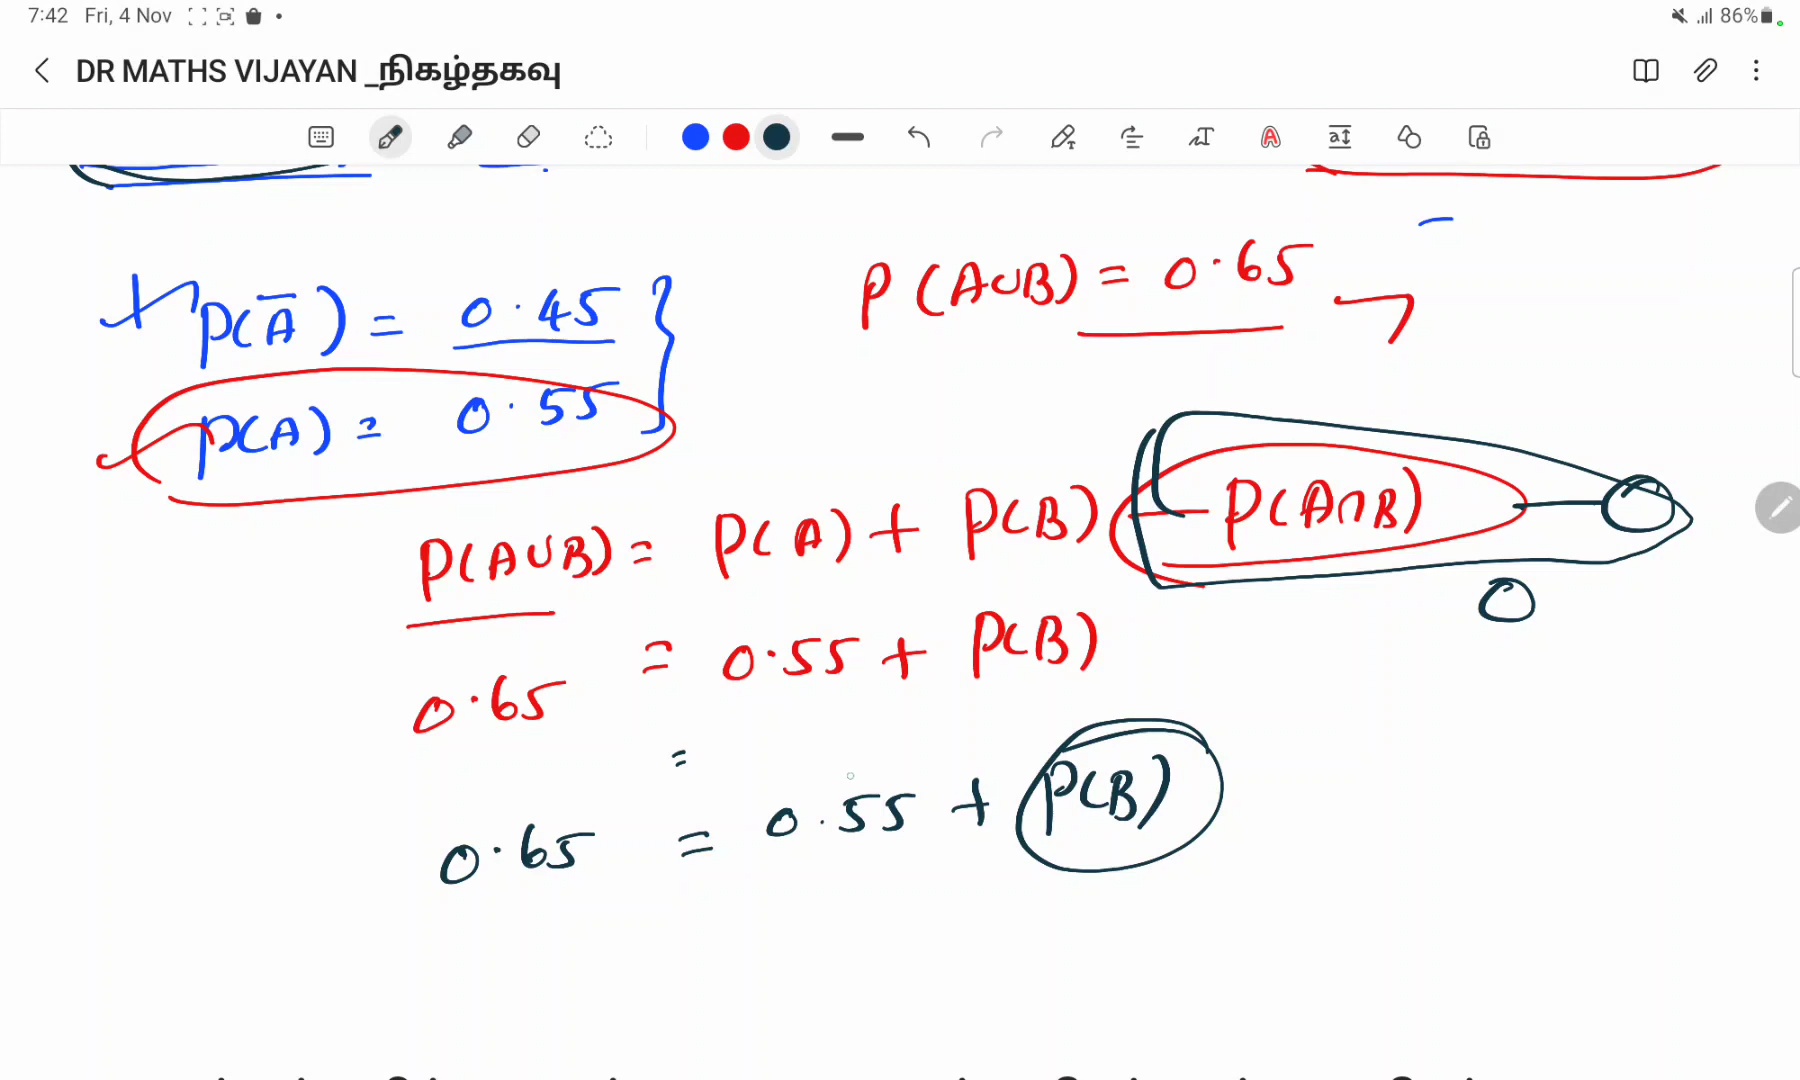 7:42 Fri, 4 Nov 86%
DR MATHS VIJAYAN _நிகழ்தகவு
P(A̅) = 0.45
P(A∪B) = 0.65
P(A) = 0.55
P(A∪B) = P(A) + P(B) - P(A∩B) 0
0
0.65 = 0.55 + P(B)
=
0.65 = 0.55 + P(B)